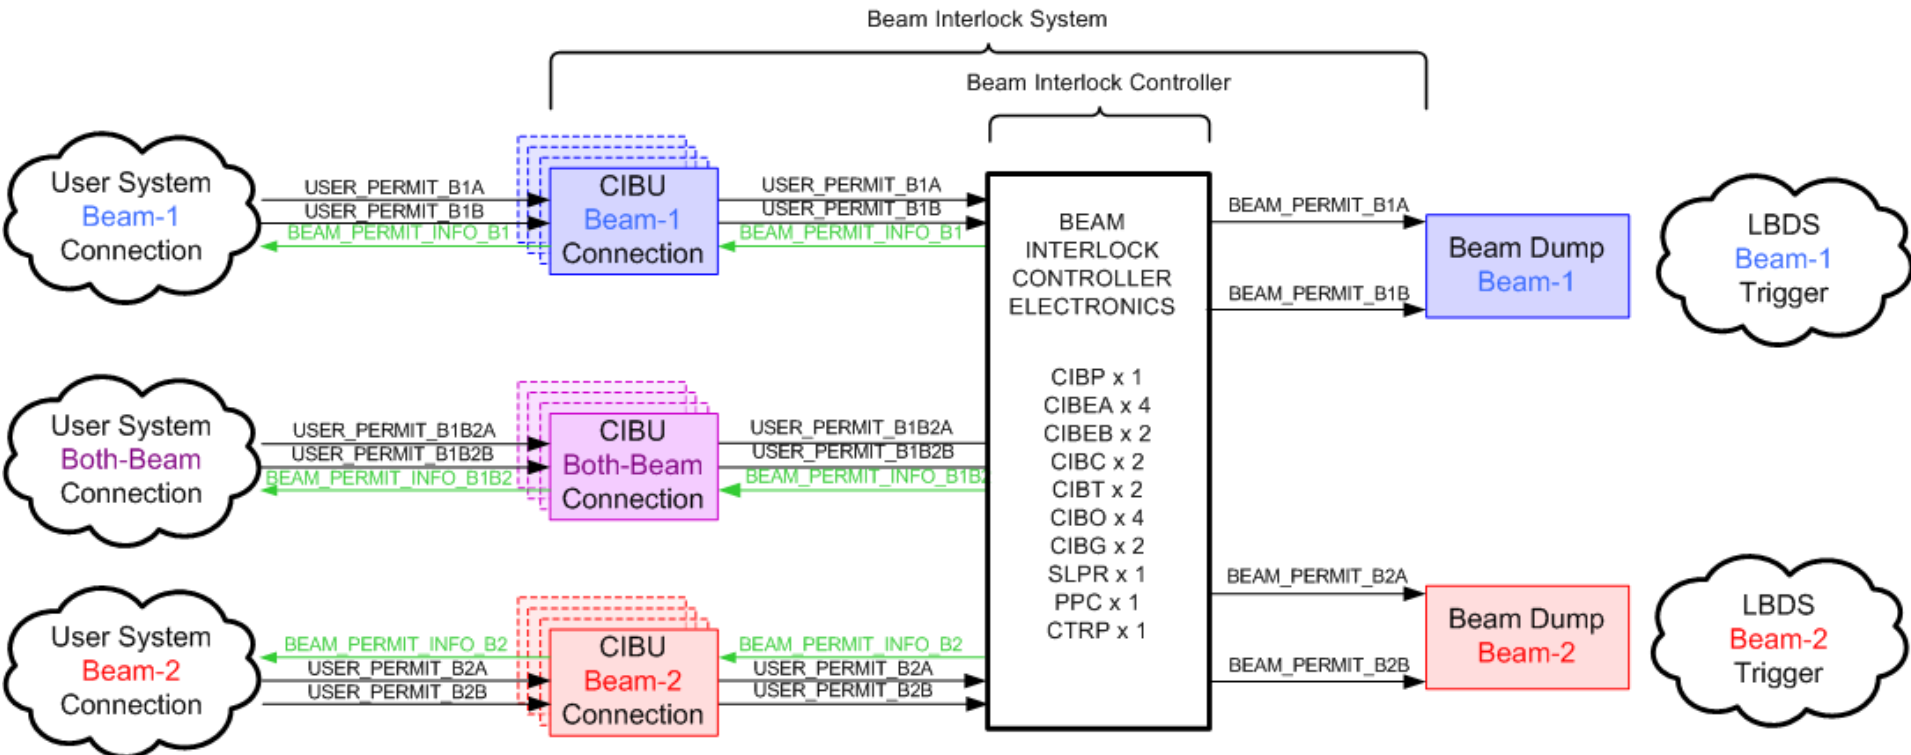 Beam Interlock System
Beam Interlock Controller
User System
Beam-1
Connection
USER_PERMIT_B1A
USER_PERMIT_B1B
BEAM_PERMIT_INFO_B1
CIBU
Beam-1
Connection
USER_PERMIT_B1A
USER_PERMIT_B1B
BEAM_PERMIT_INFO_B1
User System
Both-Beam
Connection
USER_PERMIT_B1B2A
USER_PERMIT_B1B2B
BEAM_PERMIT_INFO_B1B2
CIBU
Both-Beam
Connection
USER_PERMIT_B1B2A
USER_PERMIT_B1B2B
BEAM_PERMIT_INFO_B1B2
User System
Beam-2
Connection
BEAM_PERMIT_INFO_B2
USER_PERMIT_B2A
USER_PERMIT_B2B
CIBU
Beam-2
Connection
BEAM_PERMIT_INFO_B2
USER_PERMIT_B2A
USER_PERMIT_B2B
BEAM
INTERLOCK
CONTROLLER
ELECTRONICS
CIBP x 1
CIBEA x 4
CIBEB x 2
CIBC x 2
CIBT x 2
CIBO x 4
CIBG x 2
SLPR x 1
PPC x 1
CTRP x 1
BEAM_PERMIT_B1A
BEAM_PERMIT_B1B
Beam Dump
Beam-1
LBDS
Beam-1
Trigger
BEAM_PERMIT_B2A
BEAM_PERMIT_B2B
Beam Dump
Beam-2
LBDS
Beam-2
Trigger